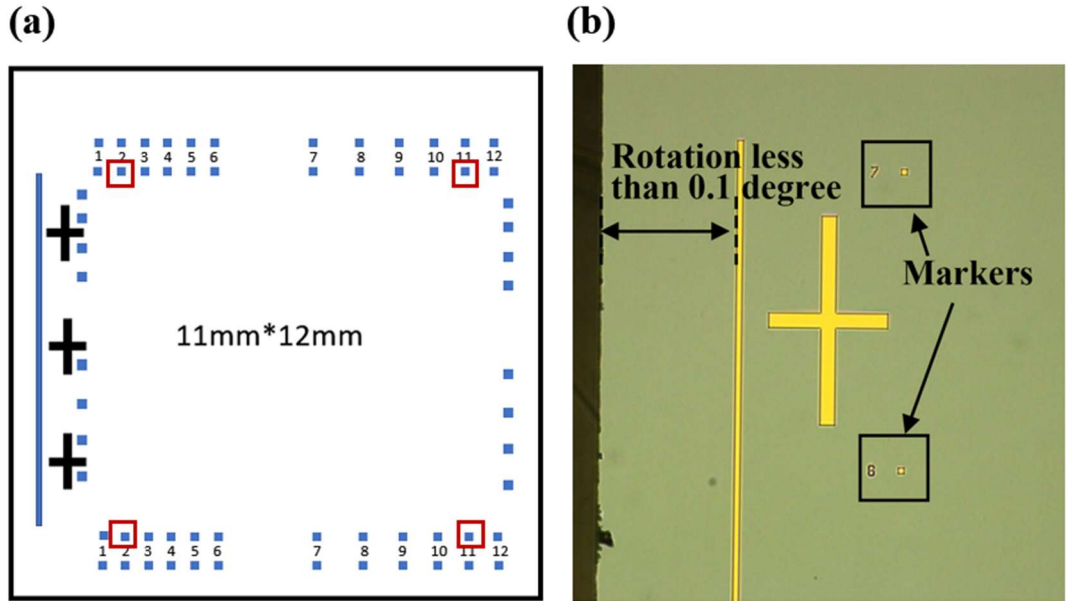 (a)
(b)
1 2 3 4 5 6 7 8 9 10 11 12
11mm*12mm
1 2 3 4 5 6 7 8 9 10 11 12
Rotation less
than 0.1 degree
7
Markers
6